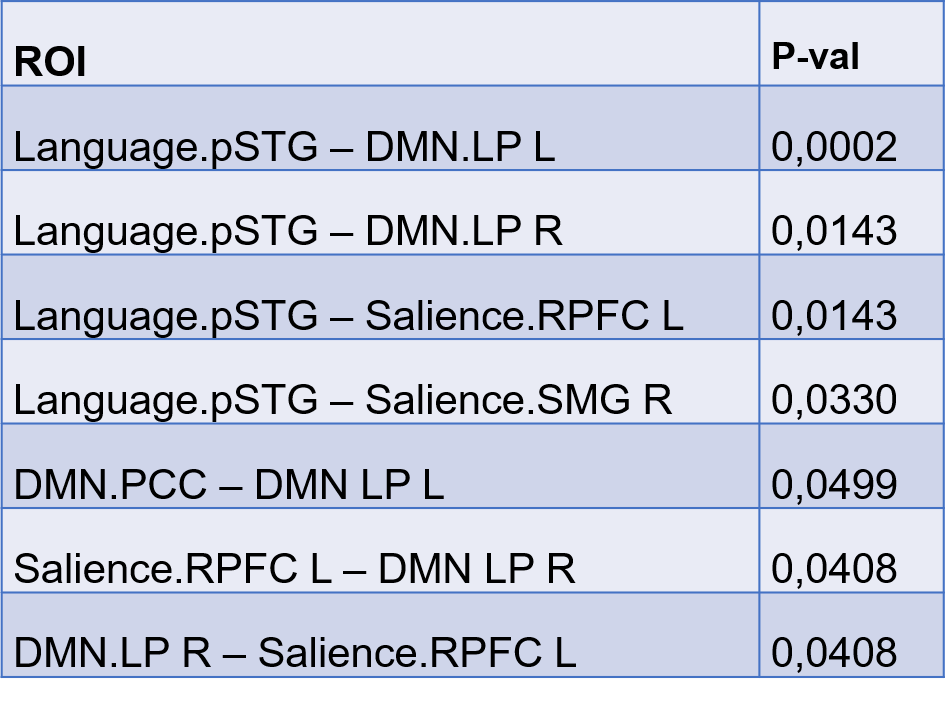 ROI P-val
Language.pSTG – DMN.LP L 0,0002
Language.pSTG – DMN.LP R 0,0143
Language.pSTG – Salience.RPFC L 0,0143
Language.pSTG – Salience.SMG R 0,0330
DMN.PCC – DMN LP L 0,0499
Salience.RPFC L – DMN LP R 0,0408
DMN.LP R – Salience.RPFC L 0,0408